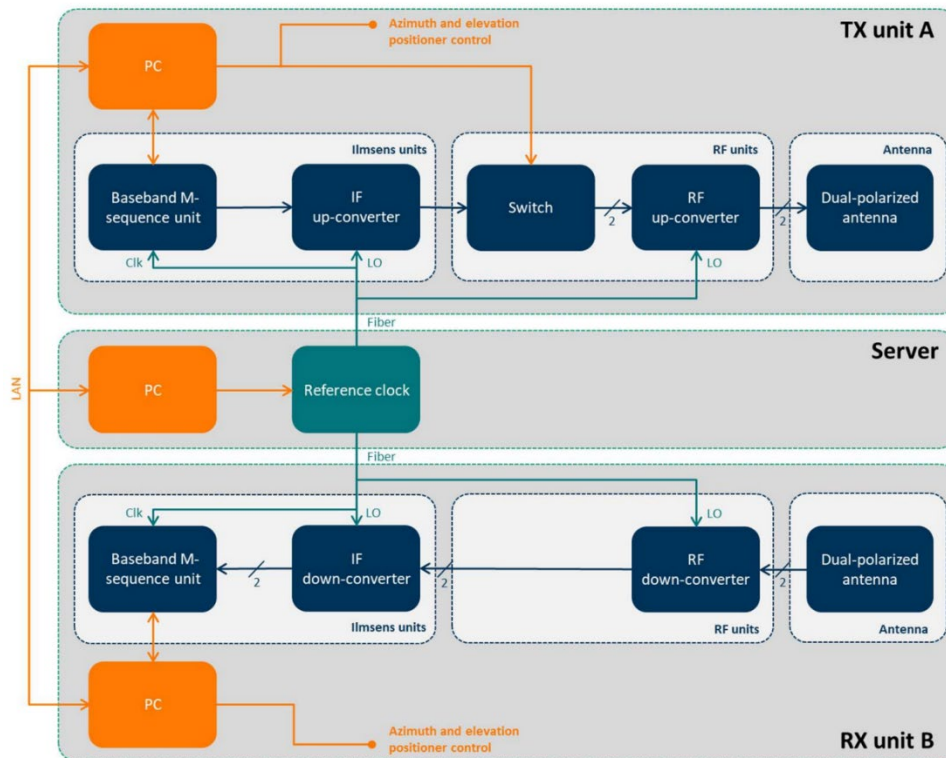 TX unit A
Azimuth and elevation
positioner control
PC
Ilmsens units
RF units
Antenna
Baseband M-
sequence unit
IF
up-converter
Switch
2
RF
up-converter
2
Dual-polarized
antenna
Clk
LO
LO
Fiber
Server
LAN
PC
Reference clock
Fiber
Clk
LO
LO
Baseband M-
sequence unit
2
IF
down-converter
2
RF
down-converter
2
Dual-polarized
antenna
Ilmsens units
RF units
Antenna
PC
Azimuth and elevation
positioner control
RX unit B